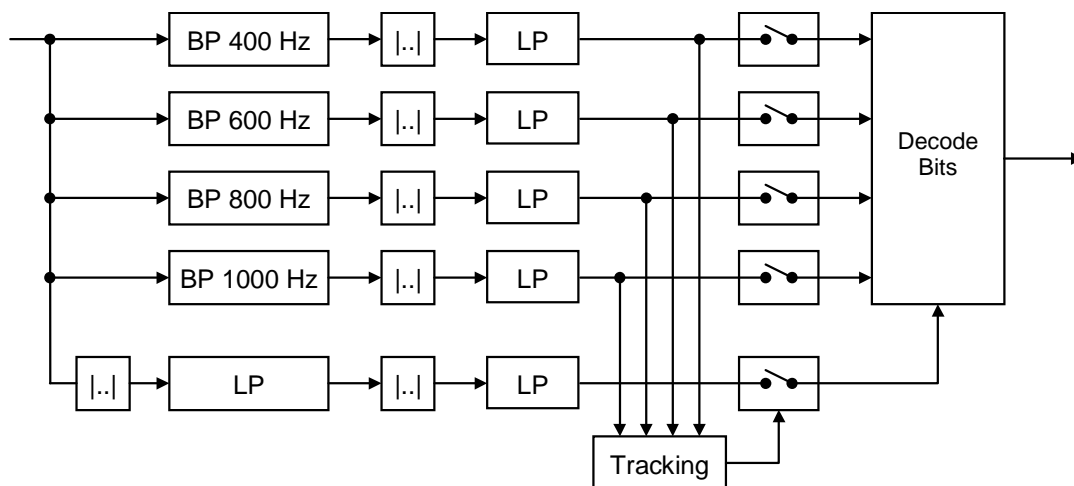 BP 400 Hz |..| LP
BP 600 Hz |..| LP
Decode
Bits
BP 800 Hz |..| LP
BP 1000 Hz |..| LP
|..| LP |..| LP
Tracking